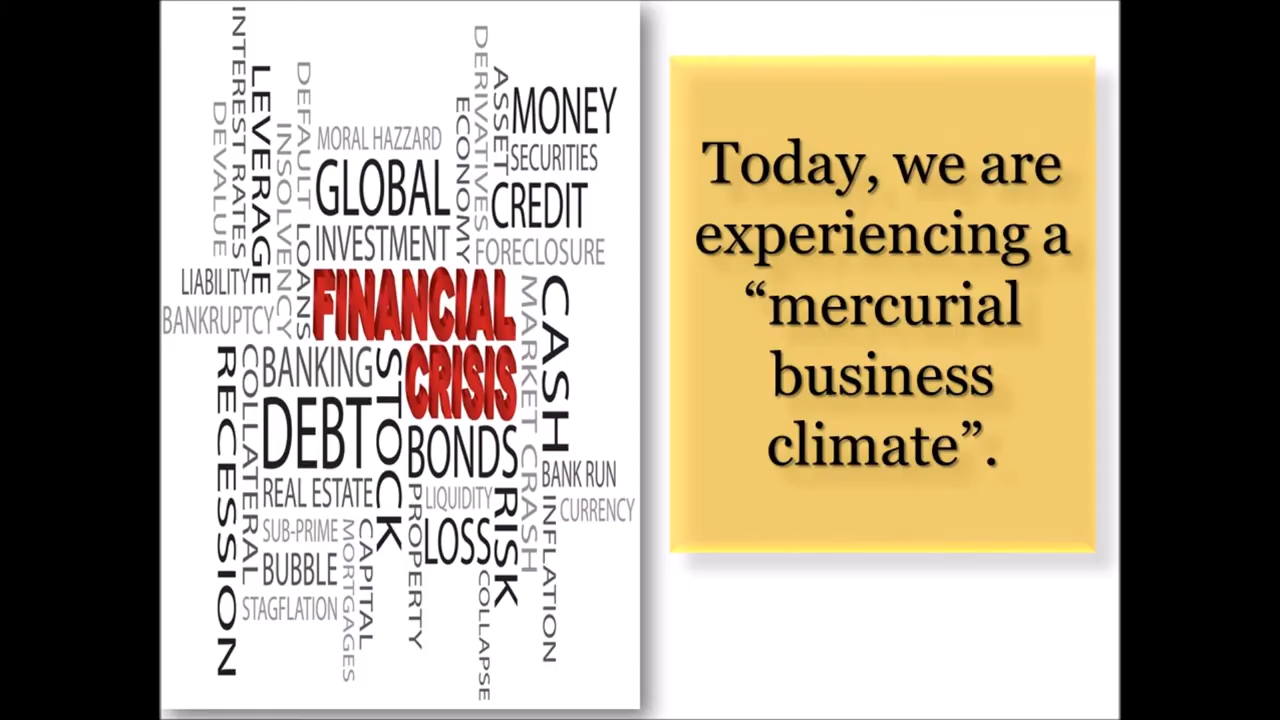 INTEREST RATES
DEVALUE
LEVERAGE
DEFAULT LOANS
INSOLVENCY
MORAL HAZZARD
GLOBAL
INVESTMENT
DERIVATIVES
ECONOMY
ASSET
MONEY
SECURITIES
CREDIT
FORECLOSURE
LIABILITY
BANKRUPTCY
FINANCIAL
CRISIS
MARKET CRASH
CASH
RECESSION
COLLATERAL
BANKING
STOCK
DEBT
BONDS
REAL ESTATE
LIQUIDITY
RISK
BANK RUN
CURRENCY
SUB-PRIME
MORTGAGES
CAPITAL
PROPERTY
LOSS
INFLATION
BUBBLE
STAGFLATION
COLLAPSE
Today, we are
experiencing a
“mercurial
business
climate”.